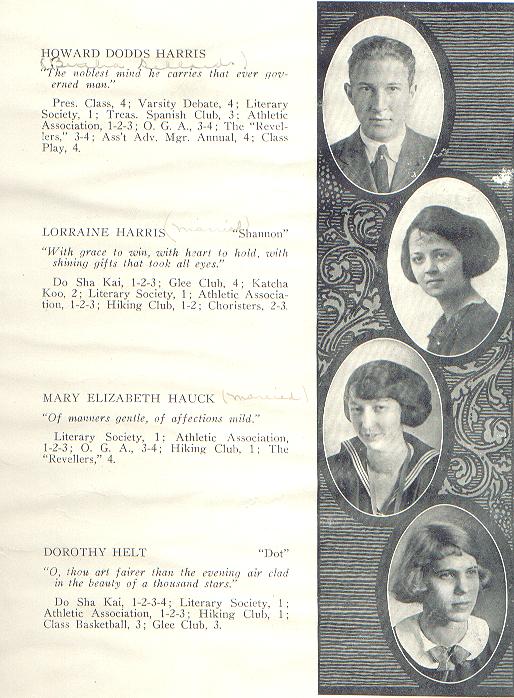 HOWARD DODDS HARRIS
"The noblest mind he carries that ever gov-
erned man."
Pres. Class, 4; Varsity Debate, 4; Literary
Society, 1; Treas. Spanish Club, 3; Athletic
Association, 1-2-3; O. G. A., 3-4; The "Revel-
lers," 3-4; Ass't Adv. Mgr. Annual, 4; Class
Play, 4.
LORRAINE HARRIS (married) "Shannon"
"With grace to win, with heart to hold, with
shining gifts that took all eyes."
Do Sha Kai, 1-2-3; Glee Club, 4; Katcha
Koo, 2; Literary Society, 1; Athletic Associa-
tion, 1-2-3; Hiking Club, 1-2; Choristers, 2-3.
MARY ELIZABETH HAUCK (married)
"Of manners gentle, of affections mild."
Literary Society, 1; Athletic Association,
1-2-3; O. G. A., 3-4; Hiking Club, 1; The
"Revellers," 4.
DOROTHY HELT "Dot"
"O, thou art fairer than the evening air clad
in the beauty of a thousand stars."
Do Sha Kai, 1-2-3-4; Literary Society, 1;
Athletic Association, 1-2-3; Hiking Club, 1;
Class Basketball, 3; Glee Club, 3.